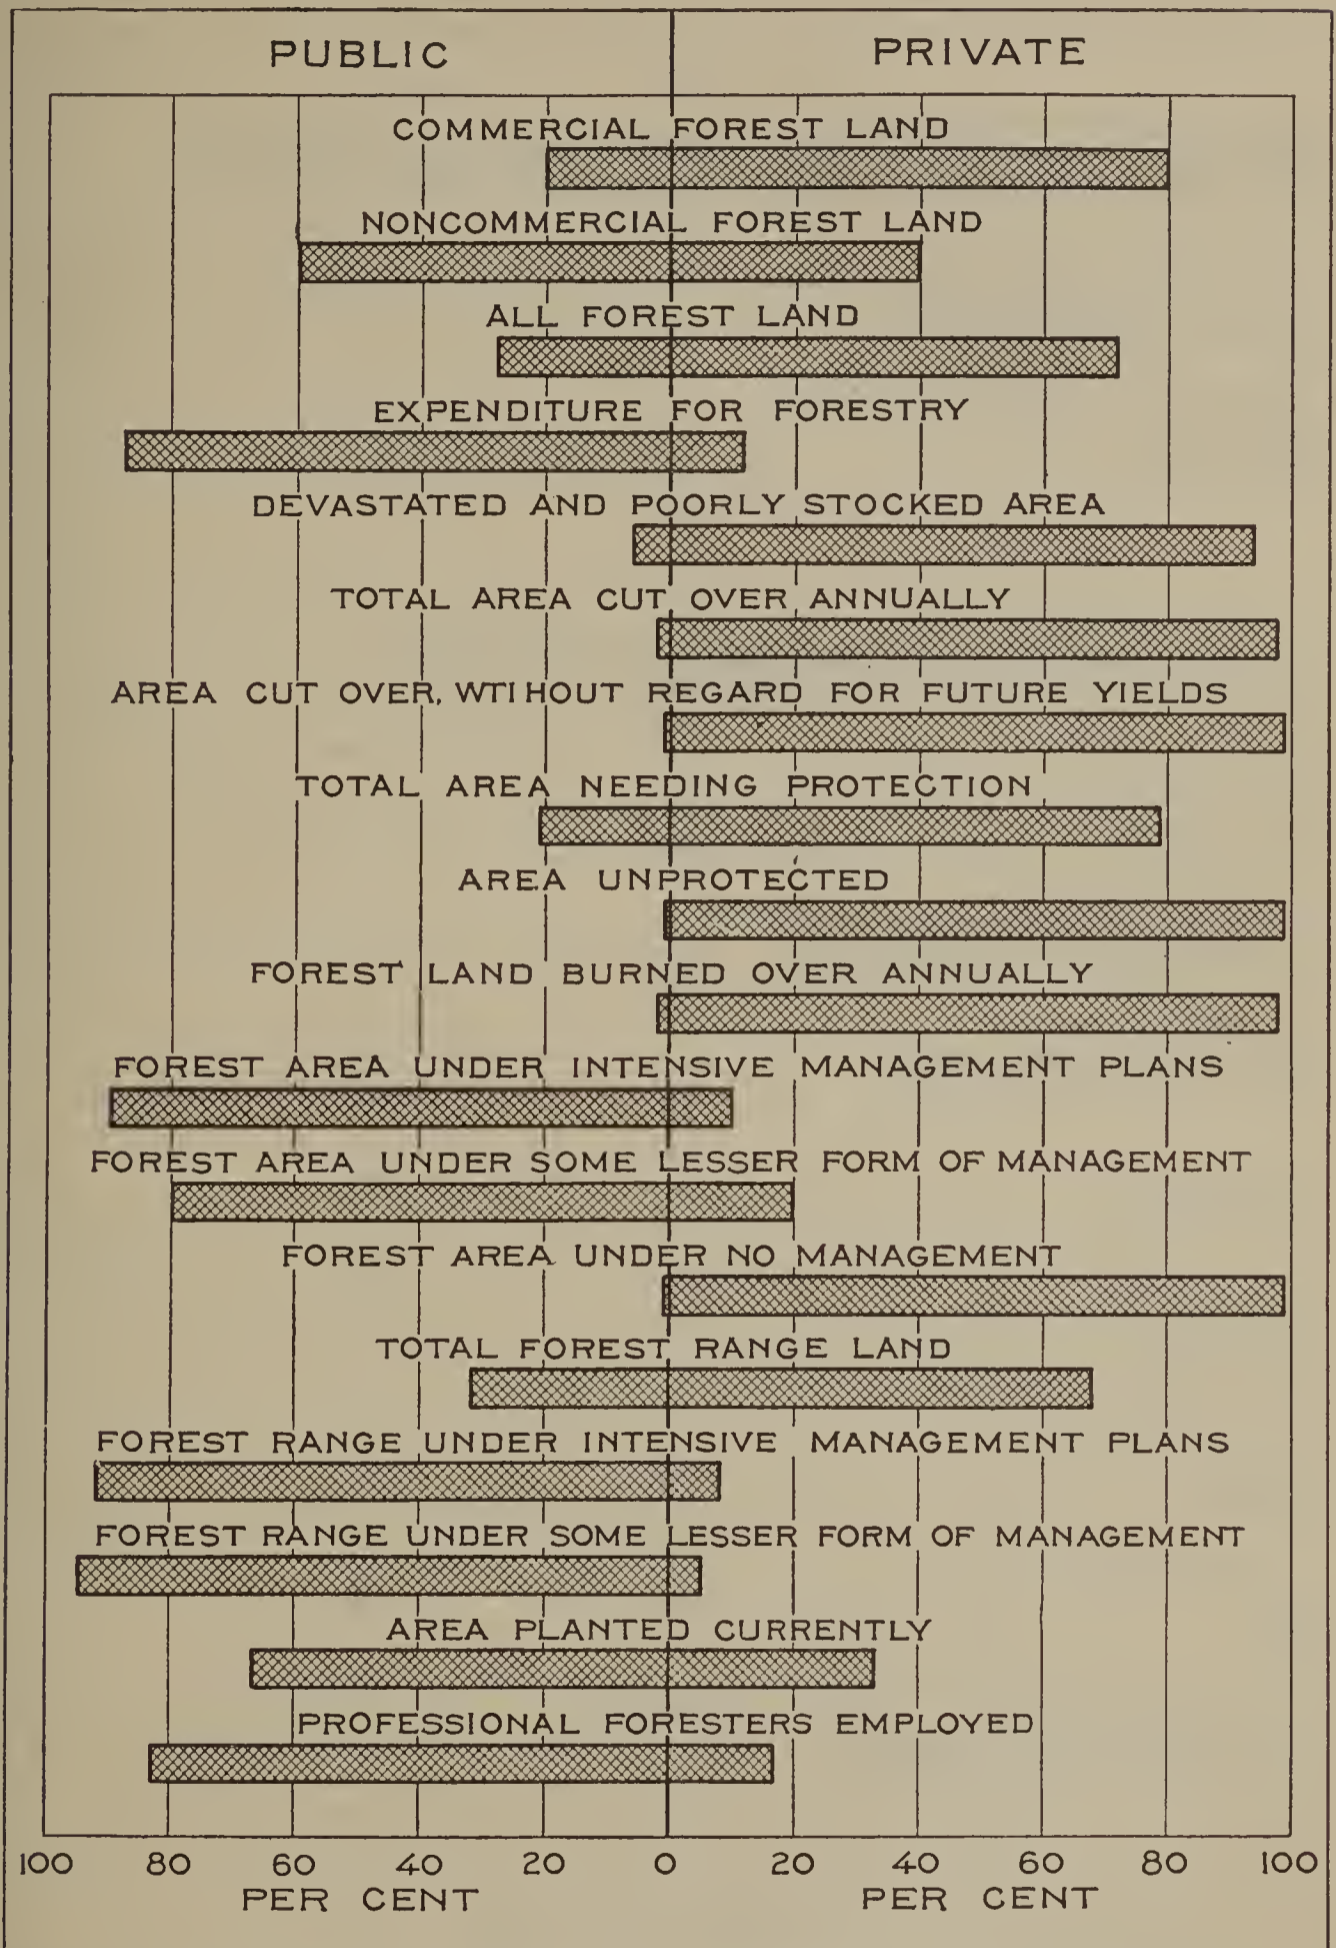 PUBLIC PRIVATE
COMMERCIAL FOREST LAND
NONCOMMERCIAL FOREST LAND
ALL FOREST LAND
EXPENDITURE FOR FORESTRY
DEVASTATED AND POORLY STOCKED AREA
TOTAL AREA CUT OVER ANNUALLY
AREA CUT OVER, WTIHOUT REGARD FOR FUTURE YIELDS
TOTAL AREA NEEDING PROTECTION
AREA UNPROTECTED
FOREST LAND BURNED OVER ANNUALLY
FOREST AREA UNDER INTENSIVE MANAGEMENT PLANS
FOREST AREA UNDER SOME LESSER FORM OF MANAGEMENT
FOREST AREA UNDER NO MANAGEMENT
TOTAL FOREST RANGE LAND
FOREST RANGE UNDER INTENSIVE MANAGEMENT PLANS
FOREST RANGE UNDER SOME LESSER FORM OF MANAGEMENT
AREA PLANTED CURRENTLY
PROFESSIONAL FORESTERS EMPLOYED
100 80 60 40 20 0 20 40 60 80 100
PER CENT PER CENT